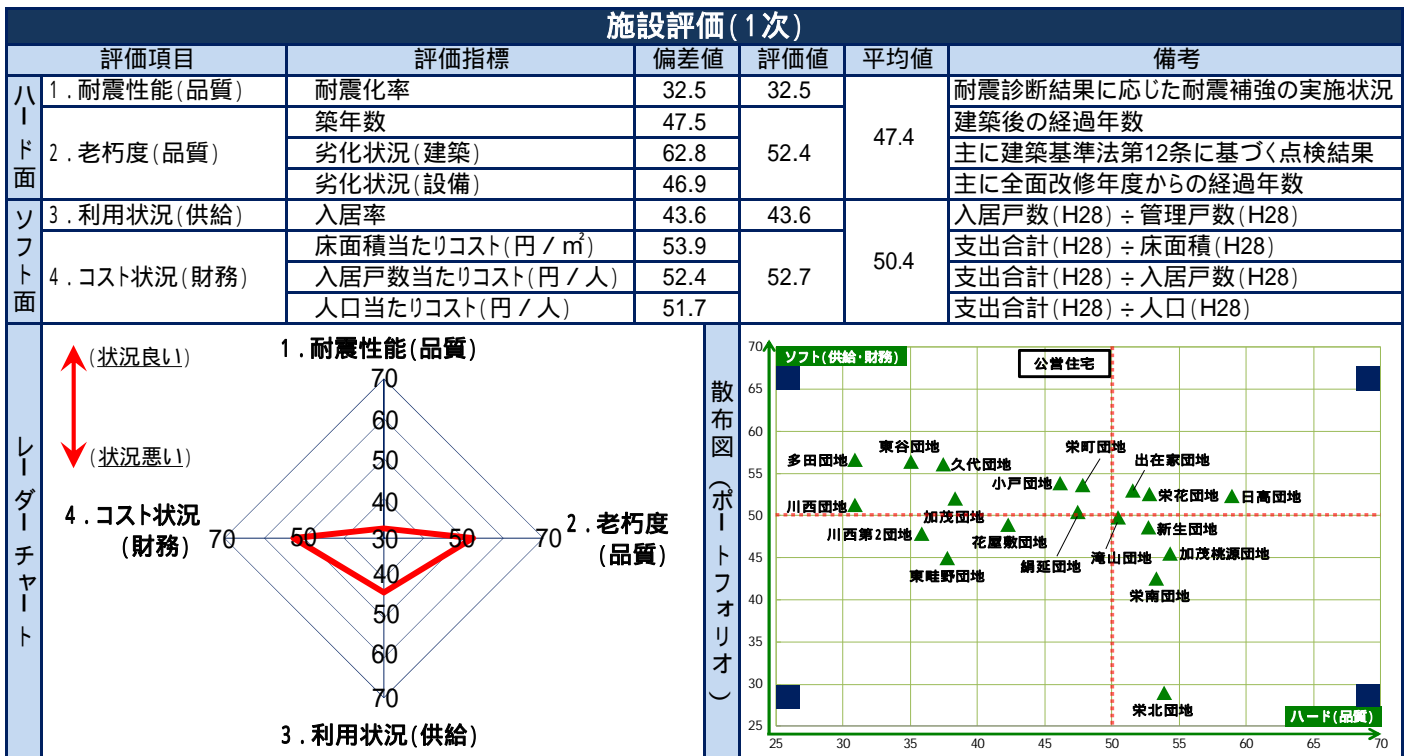 施設評価(1次)
評価項目 評価指標 偏差値 評価値 平均値 備考
ハード面
1．耐震性能(品質) 耐震化率 32.5 32.5 耐震診断結果に応じた耐震補強の実施状況
2．老朽度(品質)
築年数 47.5 建築後の経過年数
劣化状況(建築) 62.8 52.4 主に建築基準法第12条に基づく点検結果
劣化状況(設備) 46.9 主に全面改修年度からの経過年数
47.4
ソフト面
3．利用状況(供給) 入居率 43.6 43.6 入居戸数(H28)÷管理戸数(H28)
4．コスト状況(財務)
床面積当たりコスト(円／㎡) 53.9 支出合計(H28)÷床面積(H28)
入居戸数当たりコスト(円／人) 52.4 52.7 支出合計(H28)÷入居戸数(H28)
人口当たりコスト(円／人) 51.7 支出合計(H28)÷人口(H28)
50.4
レーダーチャート
(状況良い)
(状況悪い)
1．耐震性能(品質)
70
60
50
40
4．コスト状況
(財務)
70 50 30 50 70
2．老朽度
(品質)
40
50
60
70
3．利用状況(供給)
散布図(ポートフォリオ)
ソフト(供給・財務)
公営住宅
70
65
60
55
50
45
40
35
30
25
多田団地
東谷団地
久代団地
栄町団地
小戸団地
出在家団地
栄花団地
日高団地
川西団地
加茂団地
川西第2団地
花屋敷団地
絹延団地
滝山団地
新生団地
加茂桃源団地
東畦野団地
栄南団地
栄北団地
ハード(品質)
25 30 35 40 45 50 55 60 65 70